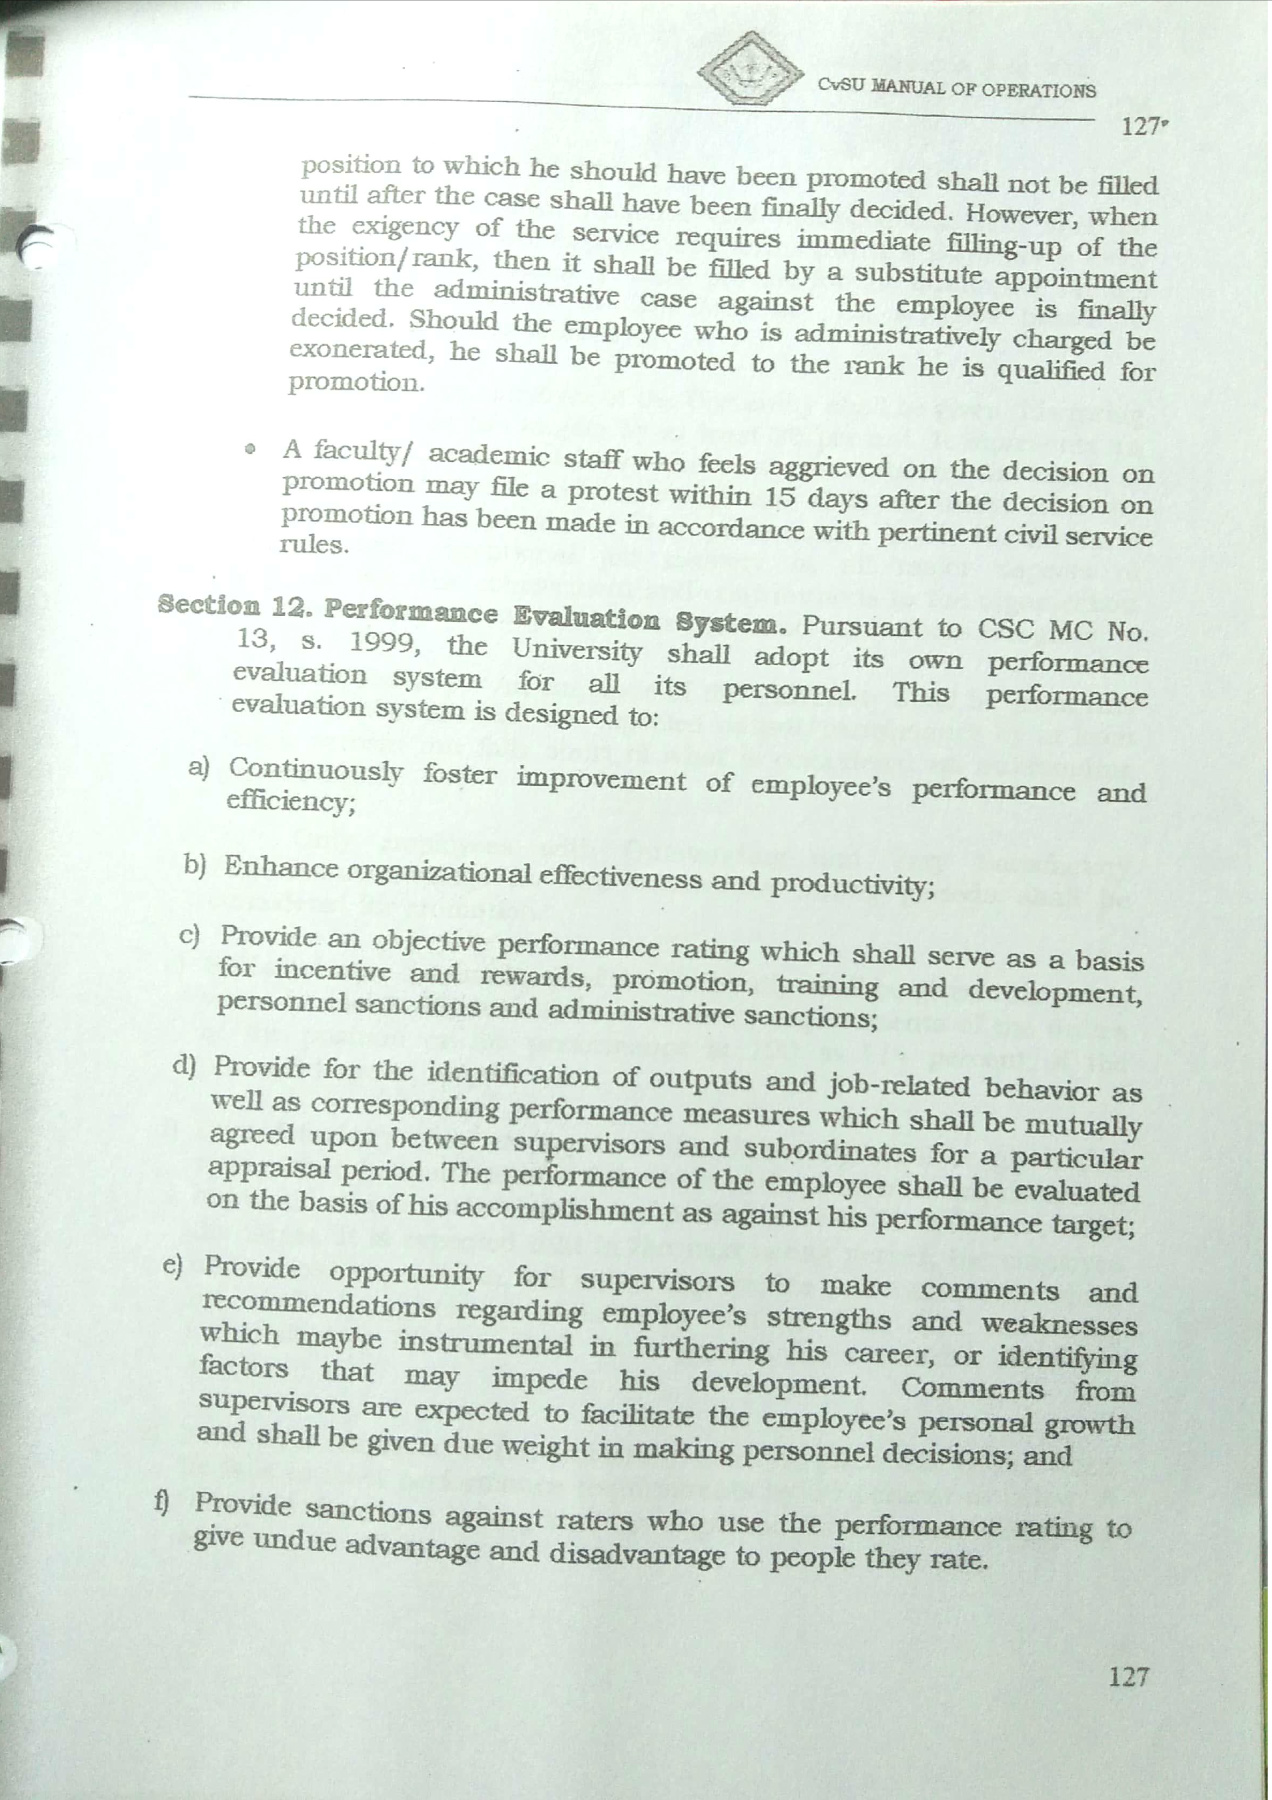 CvSU MANUAL OF OPERATIONS
127
position to which he should have been promoted shall not be filled
until after the case shall have been finally decided. However, when
the exigency of the service requires immediate filling-up of the
position/rank, then it shall be filled by a substitute appointment
until the administrative case against the employee is finally
decided. Should the employee who is administratively charged be
exonerated, he shall be promoted to the rank he is qualified for
promotion.
• A faculty/ academic staff who feels aggrieved on the decision on
promotion may file a protest within 15 days after the decision on
promotion has been made in accordance with pertinent civil service
rules.
Section 12. Performance Evaluation System. Pursuant to CSC MC No.
13, s. 1999, the University shall adopt its own performance
evaluation system for all its personnel. This performance
evaluation system is designed to:
a) Continuously foster improvement of employee's performance and
efficiency;
b) Enhance organizational effectiveness and productivity;
c) Provide an objective performance rating which shall serve as a basis
for incentive and rewards, promotion, training and development,
personnel sanctions and administrative sanctions;
d) Provide for the identification of outputs and job-related behavior as
well as corresponding performance measures which shall be mutually
agreed upon between supervisors and subordinates for a particular
appraisal period. The performance of the employee shall be evaluated
on the basis of his accomplishment as against his performance target;
e) Provide opportunity for supervisors to make comments and
recommendations regarding employee's strengths and weaknesses
which maybe instrumental in furthering his career, or identifying
factors that may impede his development. Comments from
supervisors are expected to facilitate the employee's personal growth
and shall be given due weight in making personnel decisions; and
f) Provide sanctions against raters who use the performance rating to
give undue advantage and disadvantage to people they rate.
127